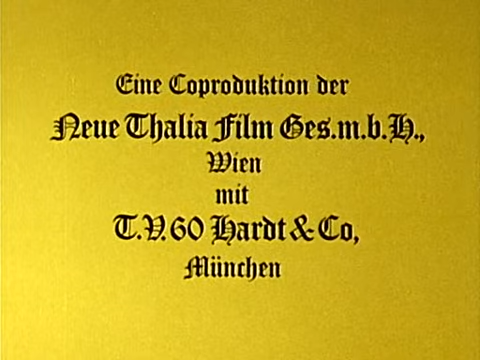 Eine Coproduktion der
Neue Thalia Film Ges.m.b.H.,
Wien
mit
T.V.60 Hardt & Co,
München